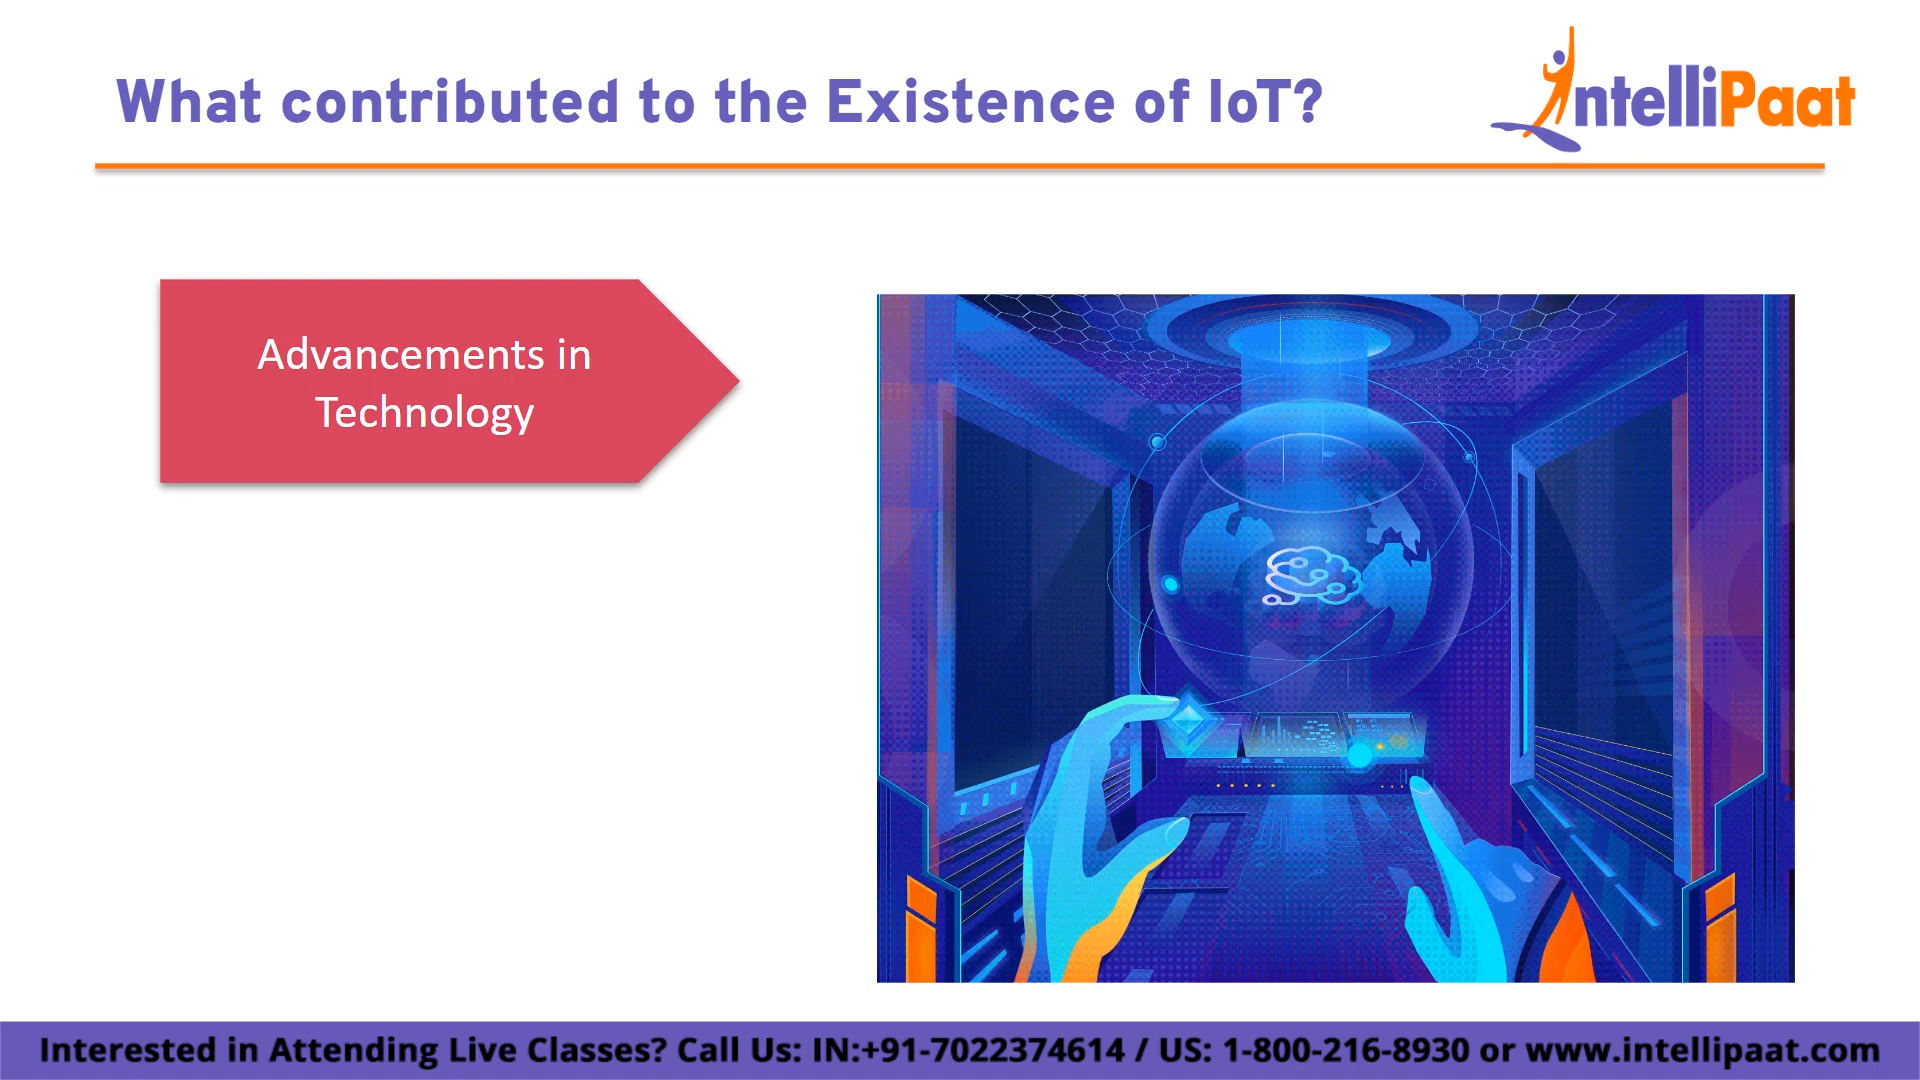 What contributed to the Existence of IoT?
IntelliPaat
Advancements in
Technology
Interested in Attending Live Classes? Call Us: IN:+91-7022374614 / US: 1-800-216-8930 or www.intellipaat.com